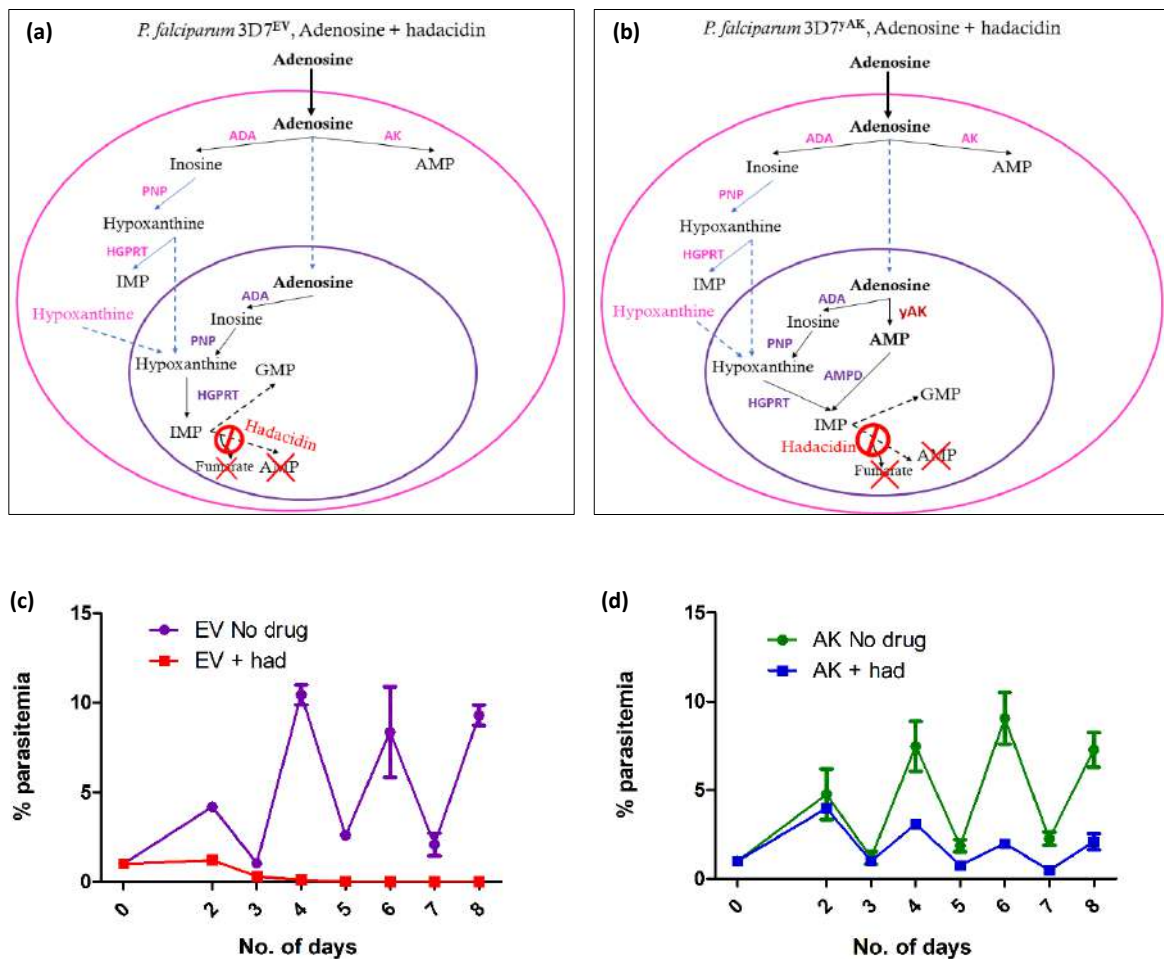 (a)
P. falciparum 3D7EV, Adenosine + hadacidin
Adenosine
Adenosine
ADA
AK
Inosine
AMP
PNP
Hypoxanthine
HGPRT
IMP
Hypoxanthine
Adenosine
ADA
Inosine
PNP
Hypoxanthine
GMP
HGPRT
IMP
Hadacidin
Fumarate
AMP
(b)
P. falciparum 3D7yAK, Adenosine + hadacidin
Adenosine
Adenosine
ADA
AK
Inosine
AMP
PNP
Hypoxanthine
HGPRT
IMP
Hypoxanthine
Adenosine
ADA
yAK
Inosine
AMP
PNP
Hypoxanthine
AMPD
HGPRT
GMP
IMP
Hadacidin
Fumarate
AMP
(c)
EV No drug
EV + had
% parasitemia
15
10
5
0
0 2 3 4 5 6 7 8
No. of days
(d)
AK No drug
AK + had
% parasitemia
15
10
5
0
0 2 3 4 5 6 7 8
No. of days